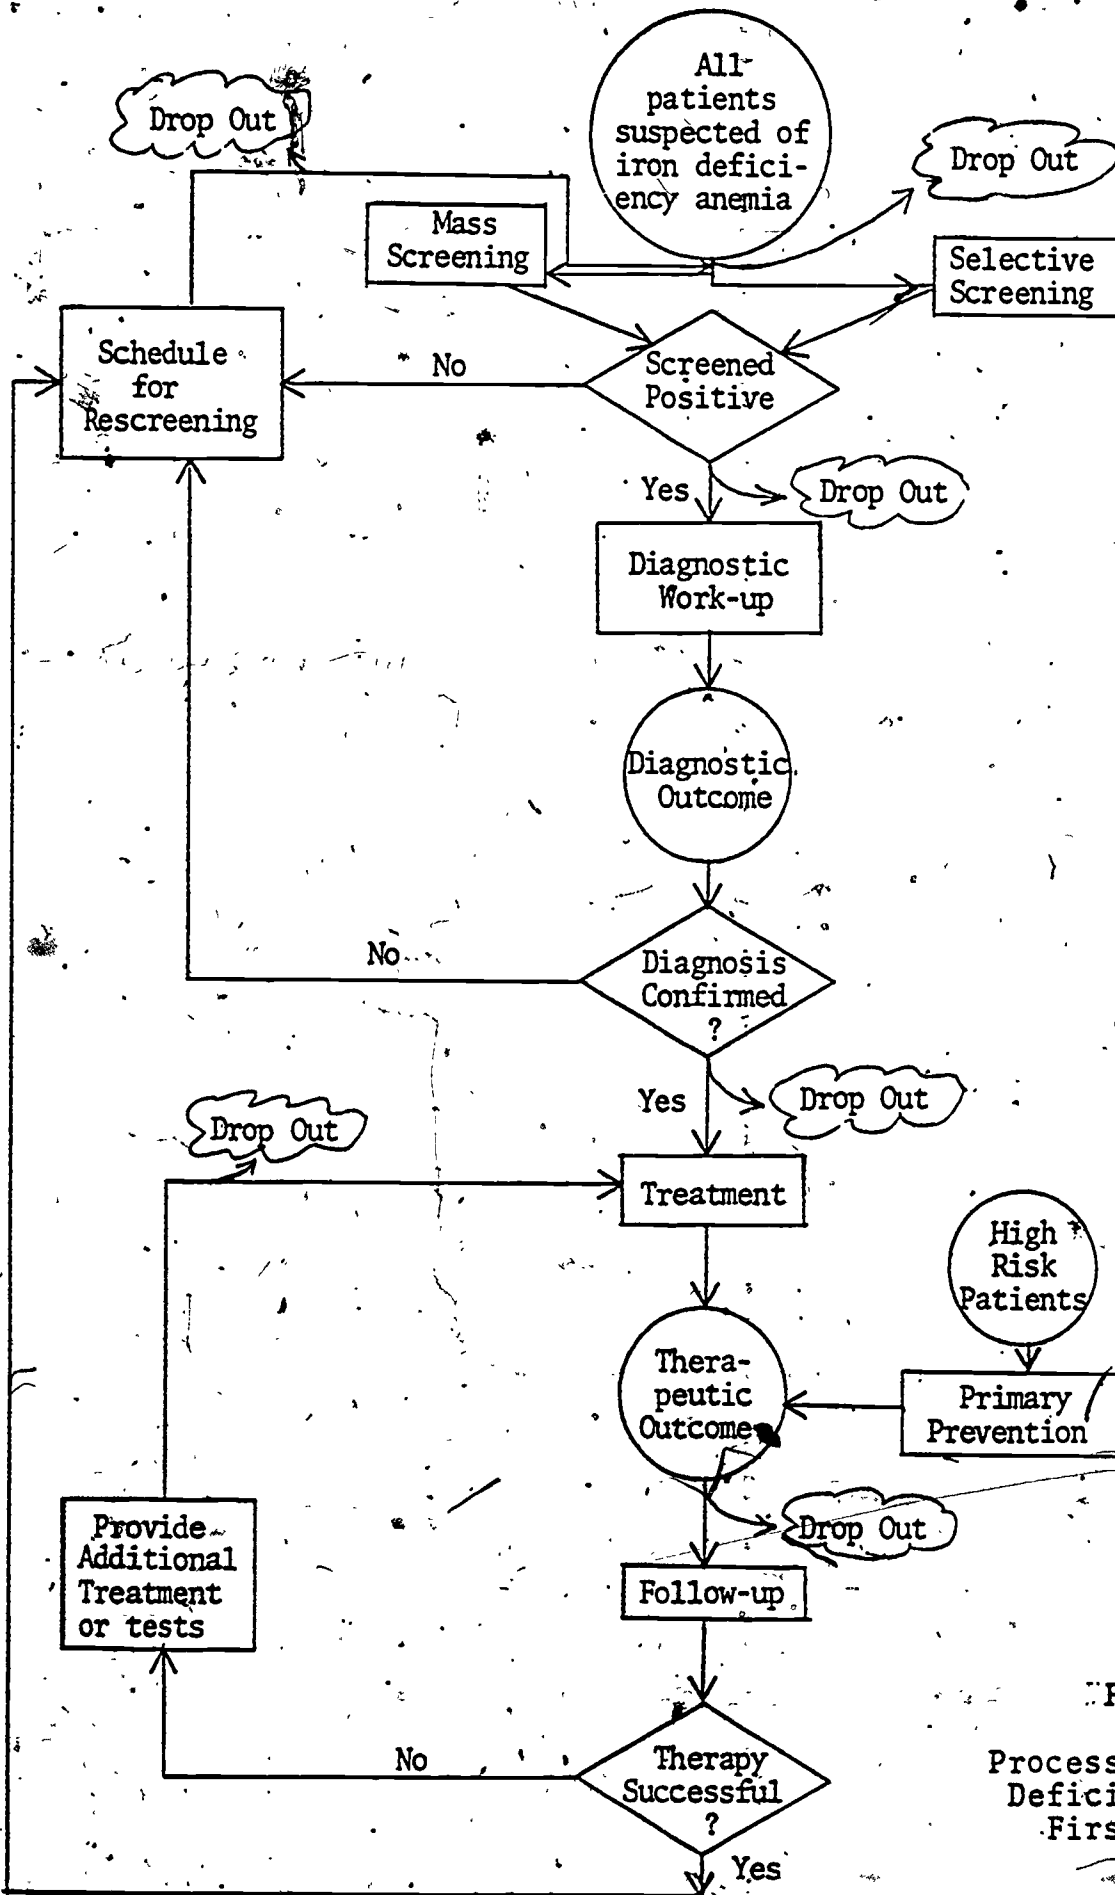 All
patients
suspected of
iron defici-
ency anemia
Drop Out
Drop Out
Mass
Screening
Selective
Screening
Schedule
for
Rescreening
No
Screened
Positive
Yes
Drop Out
Diagnostic
Work-up
Diagnostic
Outcome
No
Diagnosis
Confirmed
?
Yes
Drop Out
Drop Out
Treatment
High
Risk
Patients
Thera-
peutic
Outcome
Primary
Prevention
Drop Out
Provide
Additional
Treatment
or tests
Follow-up
No
Therapy
Successful
?
Yes
F
Process
Defici
Firs